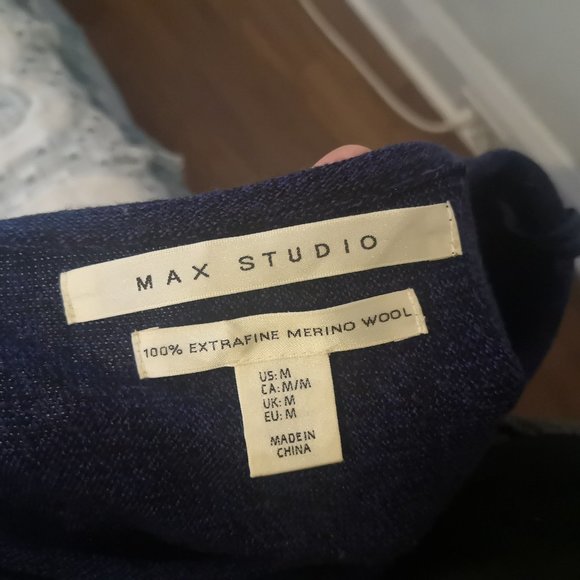 MAX STUDIO
100% EXTRAFINE MERINO WOOL
US: M
CA: M/M
UK: M
EU: M
MADE IN
CHINA